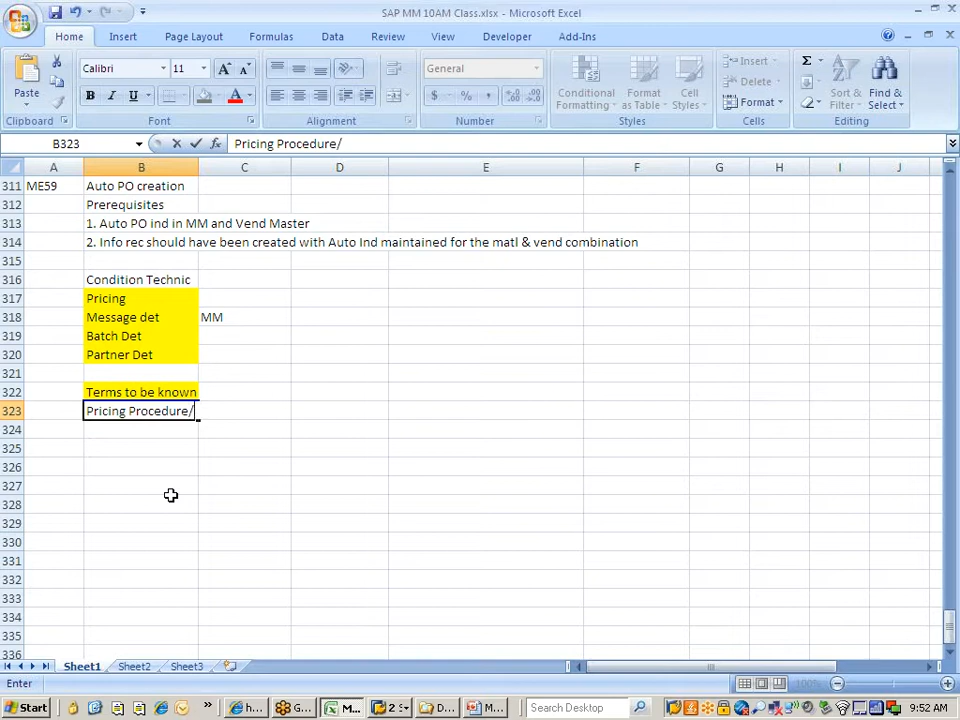 SAP MM 10AM Class.xlsx - Microsoft Excel
Home Insert Page Layout Formulas Data Review View Developer Add-Ins
Paste
Calibri 11
B I U
General
$ % ,
Conditional Formatting
Format as Table
Cell Styles
Insert
Delete
Format
Sort & Filter
Find & Select
Clipboard Font Alignment Number Styles Cells Editing
B323 fx Pricing Procedure/
A B C D E F G H I J
311 ME59 Auto PO creation
312 Prerequisites
313 1. Auto PO ind in MM and Vend Master
314 2. Info rec should have been created with Auto Ind maintained for the matl & vend combination
315
316 Condition Technic
317 Pricing
318 Message det MM
319 Batch Det
320 Partner Det
321
322 Terms to be known
323 Pricing Procedure/
324
325
326
327
328
329
330
331
332
333
334
335
336
Sheet1 Sheet2 Sheet3
Enter 100%
Start h... G... M... 2 S D... M... Search Desktop 9:52 AM